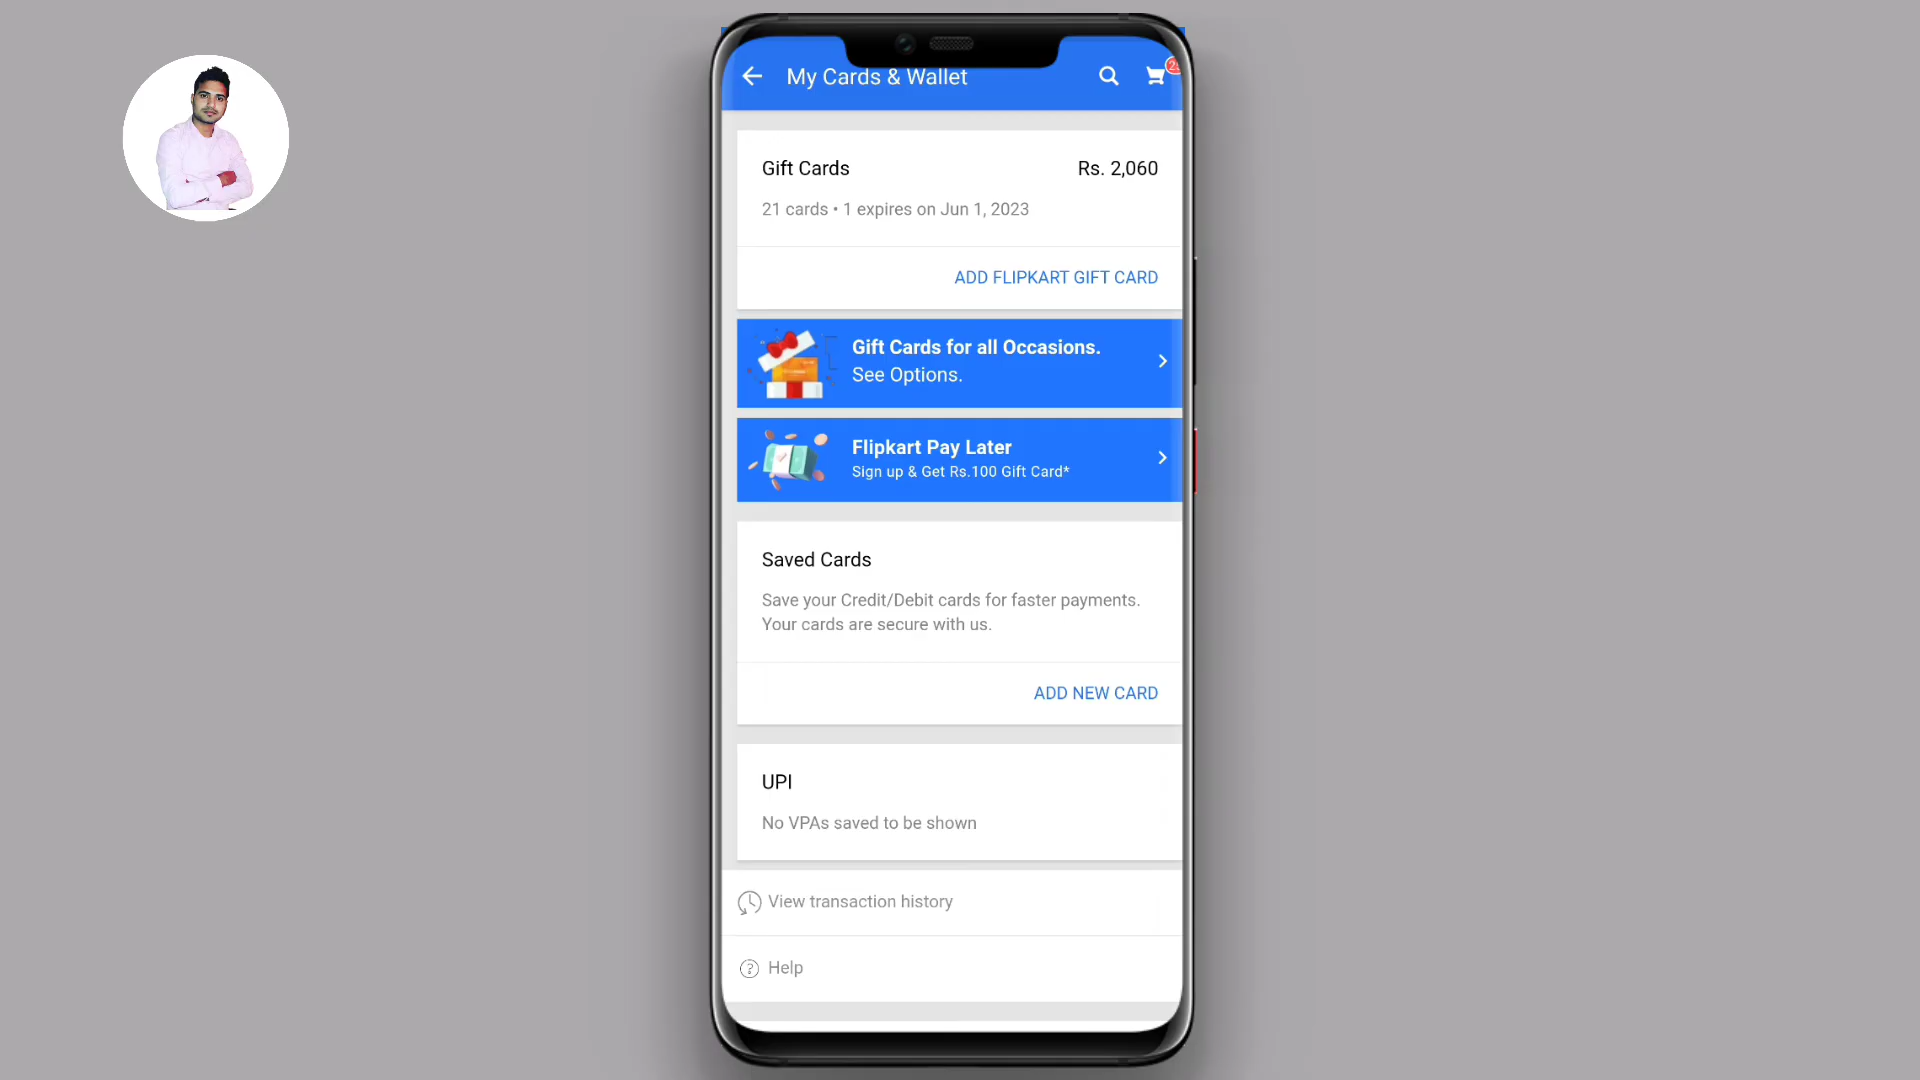 My Cards & Wallet
Gift Cards
Rs. 2,060
21 cards • 1 expires on Jun 1, 2023
ADD FLIPKART GIFT CARD
Gift Cards for all Occasions.
See Options.
Flipkart Pay Later
Sign up & Get Rs.100 Gift Card*
Saved Cards
Save your Credit/Debit cards for faster payments.
Your cards are secure with us.
ADD NEW CARD
UPI
No VPAs saved to be shown
View transaction history
? Help